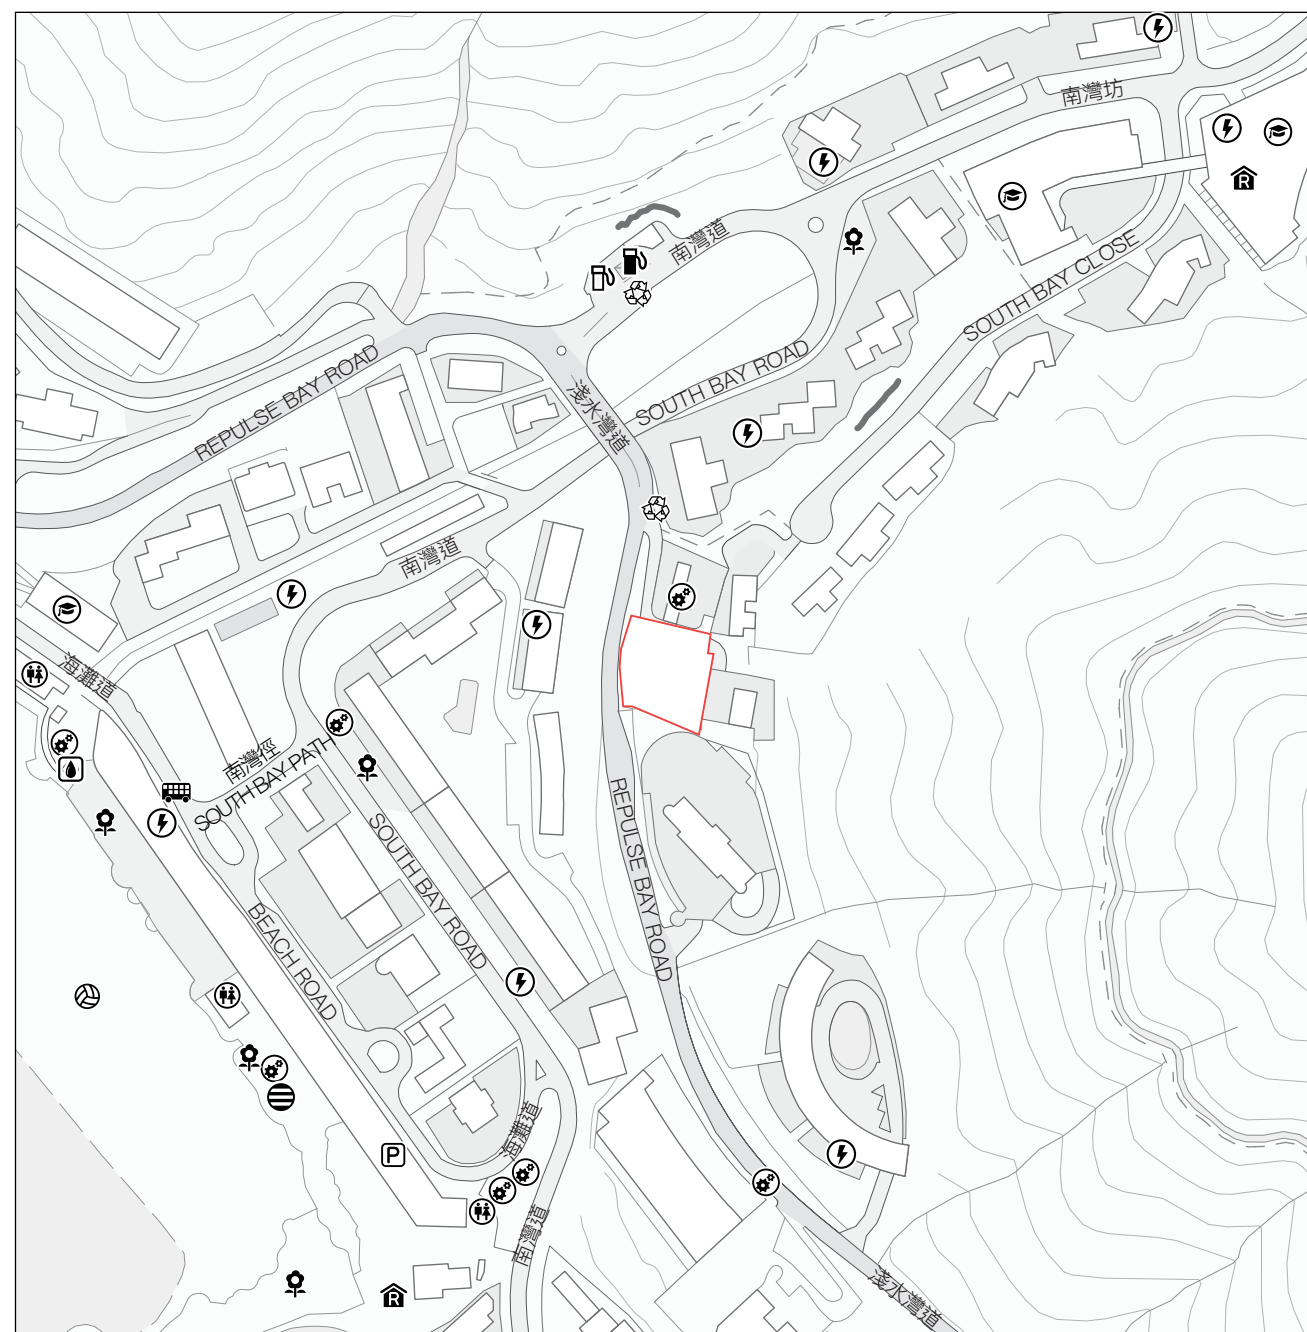 南灣坊
南灣道
SOUTH BAY CLOSE
REPULSE BAY ROAD
SOUTH BAY ROAD
淺水灣道
南灣道
海灘道
南灣徑
SOUTH BAY PATH
REPULSE BAY ROAD
SOUTH BAY ROAD
BEACH ROAD
海灘道
南灣道
淺水灣道
R
P
R